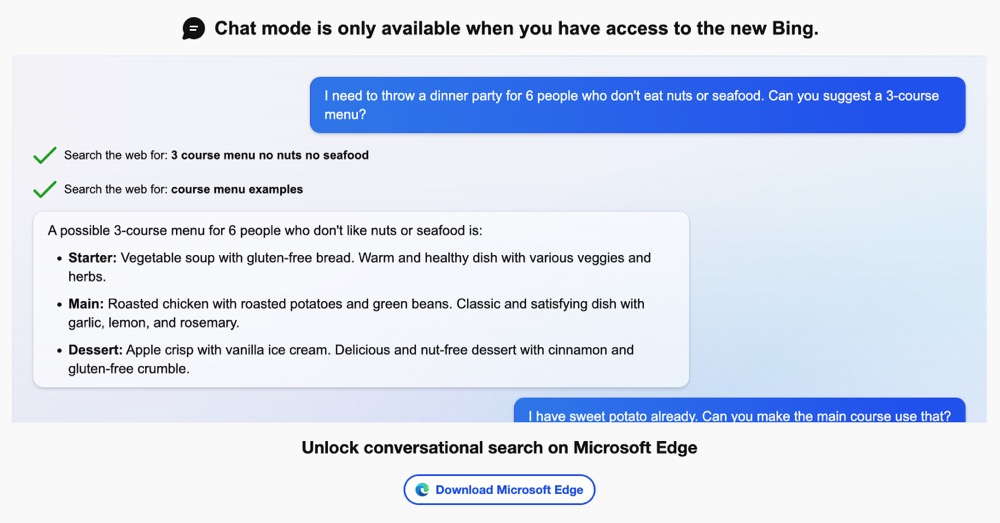 Chat mode is only available when you have access to the new Bing.
I need to throw a dinner party for 6 people who don't eat nuts or seafood. Can you suggest a 3-course
menu?
Search the web for: 3 course menu no nuts no seafood
Search the web for: course menu examples
A possible 3-course menu for 6 people who don't like nuts or seafood is:
• Starter: Vegetable soup with gluten-free bread. Warm and healthy dish with various veggies and
herbs.
• Main: Roasted chicken with roasted potatoes and green beans. Classic and satisfying dish with
garlic, lemon, and rosemary.
• Dessert: Apple crisp with vanilla ice cream. Delicious and nut-free dessert with cinnamon and
gluten-free crumble.
I have sweet potato already. Can you make the main course use that?
Unlock conversational search on Microsoft Edge
Download Microsoft Edge